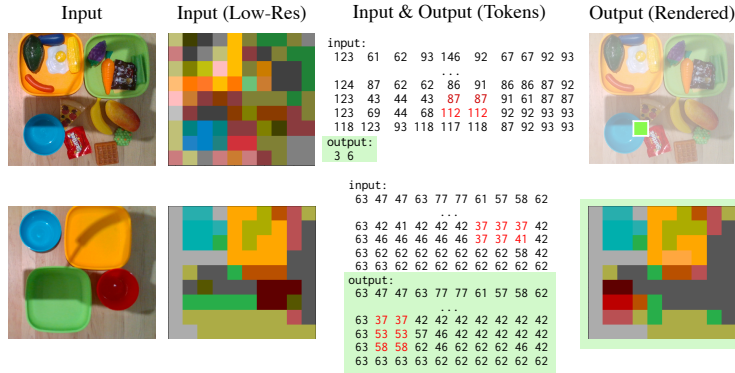 Input
Input (Low-Res)
Input & Output (Tokens)
Output (Rendered)
input:
123 61 62 93 146 92 67 67 92 93
...
124 87 62 62 86 91 86 86 87 92
123 43 44 43 87 87 91 61 87 87
123 69 44 68 112 112 92 92 93 93
118 123 93 118 117 118 87 92 93 93
output:
3 6
input:
63 47 47 63 77 77 61 57 58 62
...
63 42 41 42 42 42 37 37 37 42
63 46 46 46 46 46 37 37 41 42
63 62 62 62 62 62 62 62 58 42
63 63 62 62 62 62 62 62 62 62
output:
63 47 47 63 77 77 61 57 58 62
...
63 37 37 42 42 42 42 42 42 42
63 53 53 57 46 42 42 42 42 42
63 58 58 62 46 62 62 62 46 42
63 63 63 63 62 62 62 62 62 62